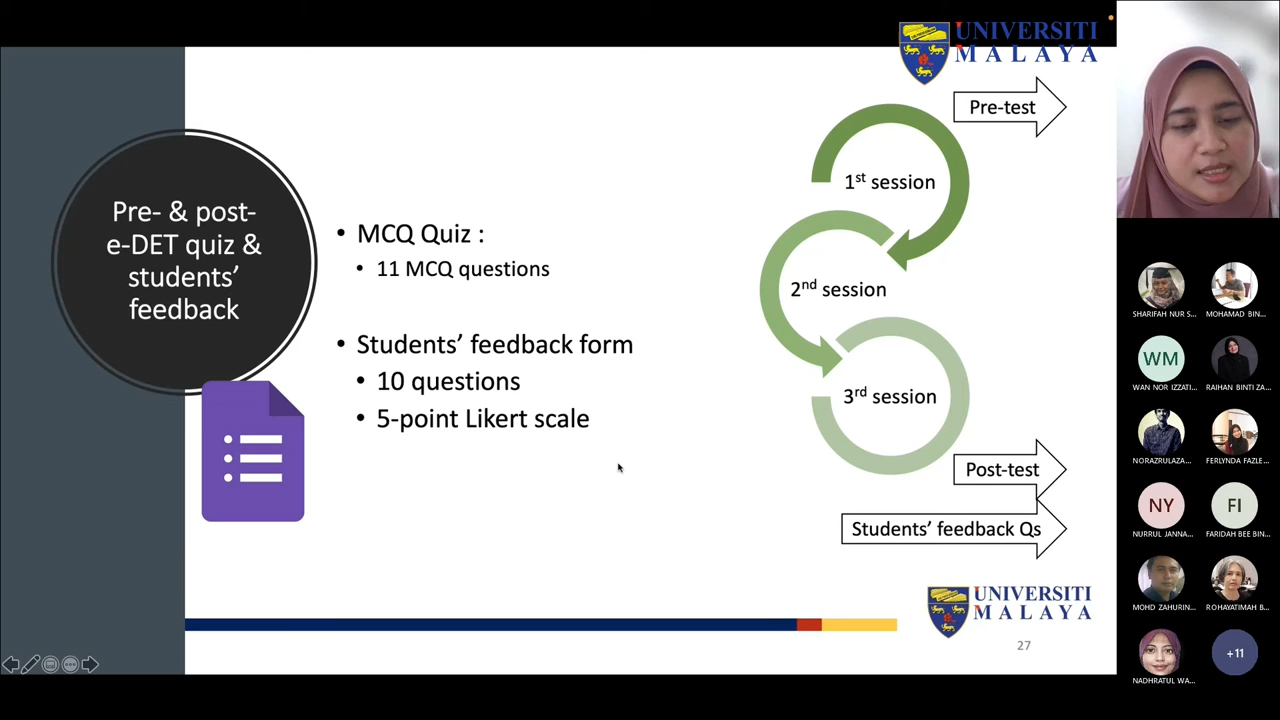 UNIVERSITI
MALAYA
Pre-test
1st session
2nd session
3rd session
Post-test
Students' feedback Qs
Pre- & post-
e-DET quiz &
students'
feedback
• MCQ Quiz :
• 11 MCQ questions
• Students' feedback form
• 10 questions
• 5-point Likert scale
UNIVERSITI
MALAYA
27
SHARIFAH NUR S...
MOHAMAD BIN...
WM
WAN NOR IZZATI...
RAIHAN BINTI ZA...
NORAZRULAZA...
FERLYNDA FAZLE...
NY
NURRUL JANNA...
FI
FARIDAH BEE BIN...
MOHD ZAHURIN...
ROHAYATIMAH B...
NADHRATUL WA...
+11